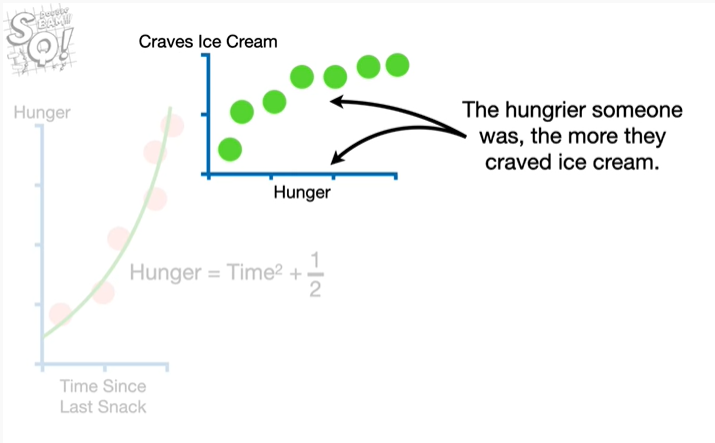 SQ!
Craves Ice Cream
Hunger
The hungrier someone
was, the more they
craved ice cream.
Hunger
Hunger = Time² + 1/2
Time Since
Last Snack